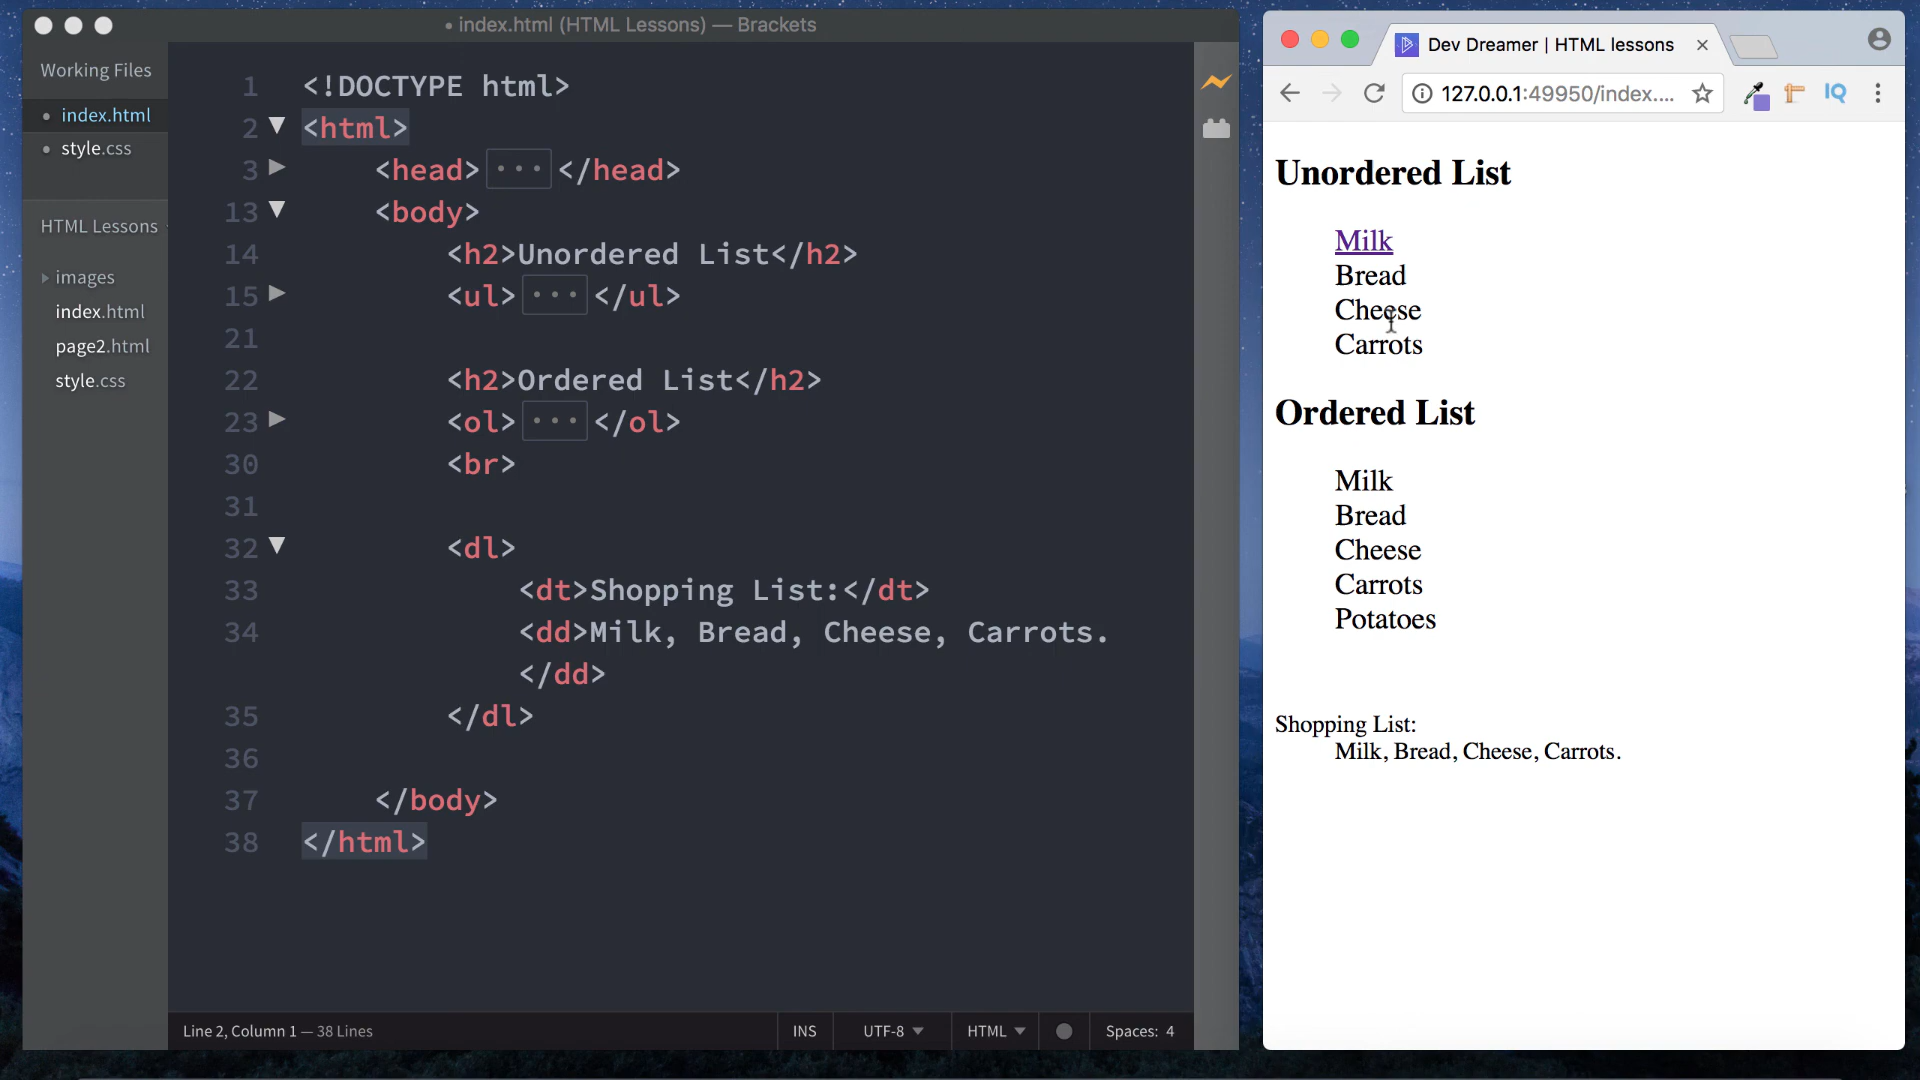 • index.html (HTML Lessons) — Brackets
Working Files
• index.html
• style.css
HTML Lessons
images
index.html
page2.html
style.css
1 <!DOCTYPE html>
2 <html>
3 <head>···</head>
13 <body>
14 <h2>Unordered List</h2>
15 <ul>···</ul>
21
22 <h2>Ordered List</h2>
23 <ol>···</ol>
30 <br>
31
32 <dl>
33 <dt>Shopping List:</dt>
34 <dd>Milk, Bread, Cheese, Carrots.
</dd>
35 </dl>
36
37 </body>
38 </html>
Line 2, Column 1 — 38 Lines
INS
UTF-8
HTML
Spaces: 4
Dev Dreamer | HTML lessons
127.0.0.1:49950/index....
IQ
Unordered List
Milk
Bread
Cheese
Carrots
Ordered List
Milk
Bread
Cheese
Carrots
Potatoes
Shopping List:
Milk, Bread, Cheese, Carrots.